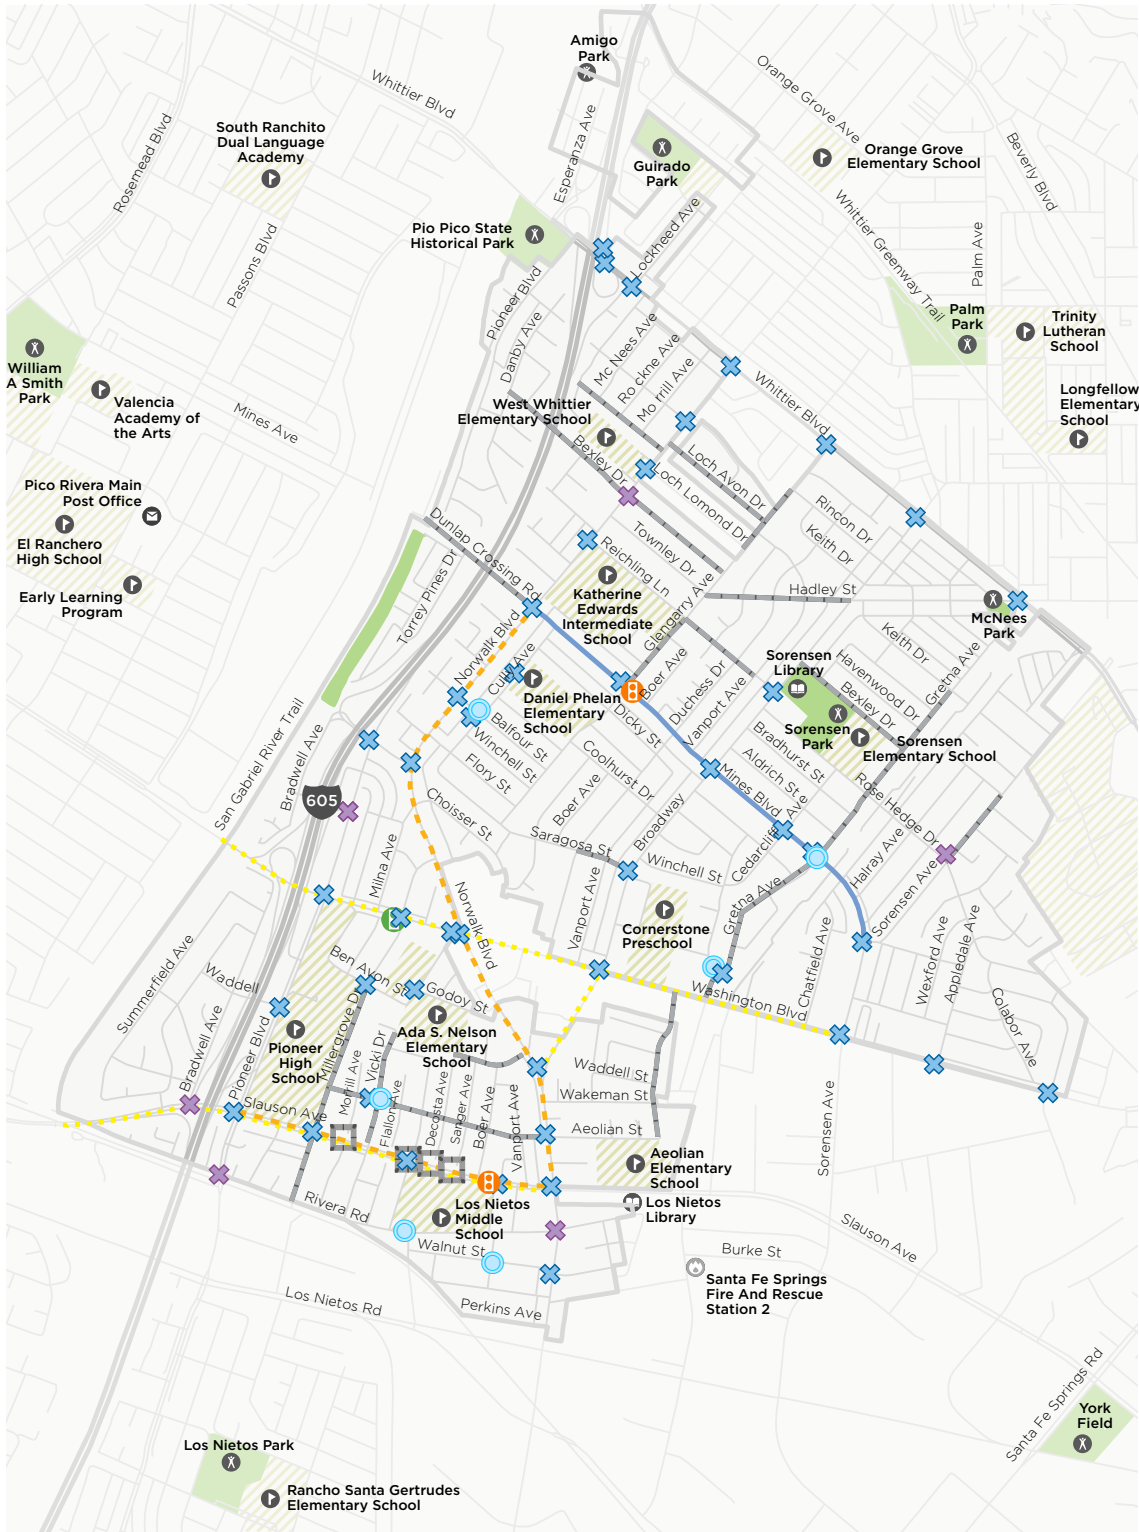 Amigo
Park
Whittier Blvd
Orange Grove Ave
South Ranchito
Dual Language
Academy
Rosemead Blvd
Esperanza Ave
Guirado
Park
Orange Grove
Elementary School
Beverly Blvd
Whittier Greenway Trail
Palm Ave
Pio Pico State
Historical Park
Lockheed Ave
Passons Blvd
Pioneer Blvd
Danby Ave
Palm
Park
Trinity
Lutheran
School
William
A Smith
Park
Valencia
Academy of
the Arts
Mines Ave
Mc Nees Ave
Ro ckne Ave
Mo rrill Ave
Whittier Blvd
Longfellow
Elementary
School
West Whittier
Elementary School
Bexley Dr
Loch Avon Dr
Loch Lomond Dr
Pico Rivera Main
Post Office
El Ranchero
High School
Early Learning
Program
Dunlap Crossing Rd
Townley Dr
Reichling Ln
Rincon Dr
Keith Dr
Hadley St
Torrey Pines Dr
Katherine
Edwards
Intermediate
School
Glengarry Ave
McNees
Park
Norwalk Blvd
Keith Dr
Havenwood Dr
Bexley Dr
Gretna Ave
Sorensen
Library
Sorensen
Park
Sorensen
Elementary School
Daniel Phelan
Elementary
School
Boer Ave
Duchess Dr
Vanport Ave
Dicky St
Balfour St
Winchell St
Flory St
Coolhurst Dr
Bradhurst St
Aldrich St
Mines Blvd
Rose Hedge Dr
San Gabriel River Trail
Bradwell Ave
605
Choisser St
Boer Ave
Broadway
Saragosa St
Winchell St
Halray Ave
Sorensen Ave
Milna Ave
Norwalk Blvd
Vanport Ave
Gretna Ave
Cornerstone
Preschool
Chatfield Ave
Wexford Ave
Appledale Ave
Colabor Ave
Summerfield Ave
Waddell
Ben Avon St
Godoy St
Washington Blvd
Bradwell Ave
Pioneer Blvd
Pioneer
High
School
Millergrove Dr
Ada S. Nelson
Elementary
School
Vicki Dr
Morrill Ave
Decosta Ave
Sanger Ave
Boer Ave
Vanport Ave
Waddell St
Wakeman St
Aeolian St
Slauson Ave
Sorensen Ave
Aeolian
Elementary
School
Los Nietos
Library
Los Nietos
Middle
School
Rivera Rd
Walnut St
Slauson Ave
Burke St
Santa Fe Springs
Fire And Rescue
Station 2
Los Nietos Rd
Perkins Ave
Santa Fe Springs Rd
York
Field
Los Nietos Park
Rancho Santa Gertrudes
Elementary School